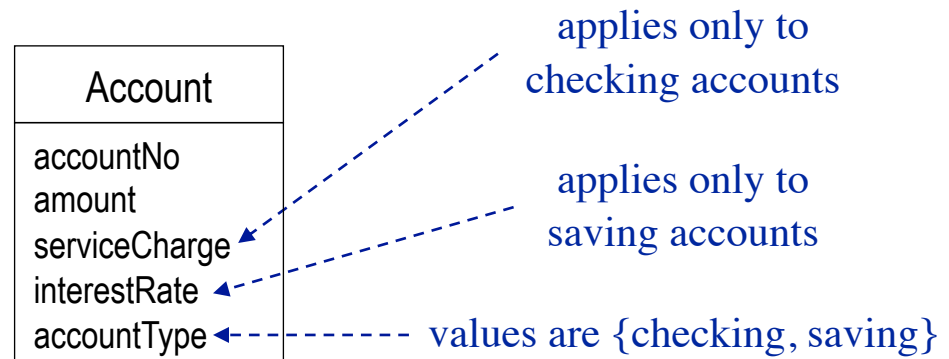 applies only to
checking accounts
Account
accountNo
amount
serviceCharge
interestRate
accountType
applies only to
saving accounts
values are {checking, saving}